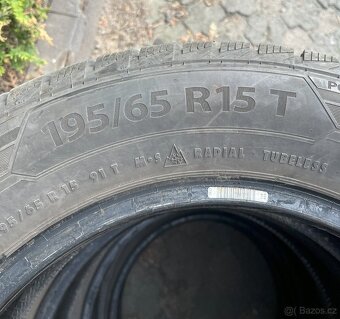 195/65 R15 T
95/65 R 15 91 T M+S RADIAL · TUBELESS
Bazos.cz